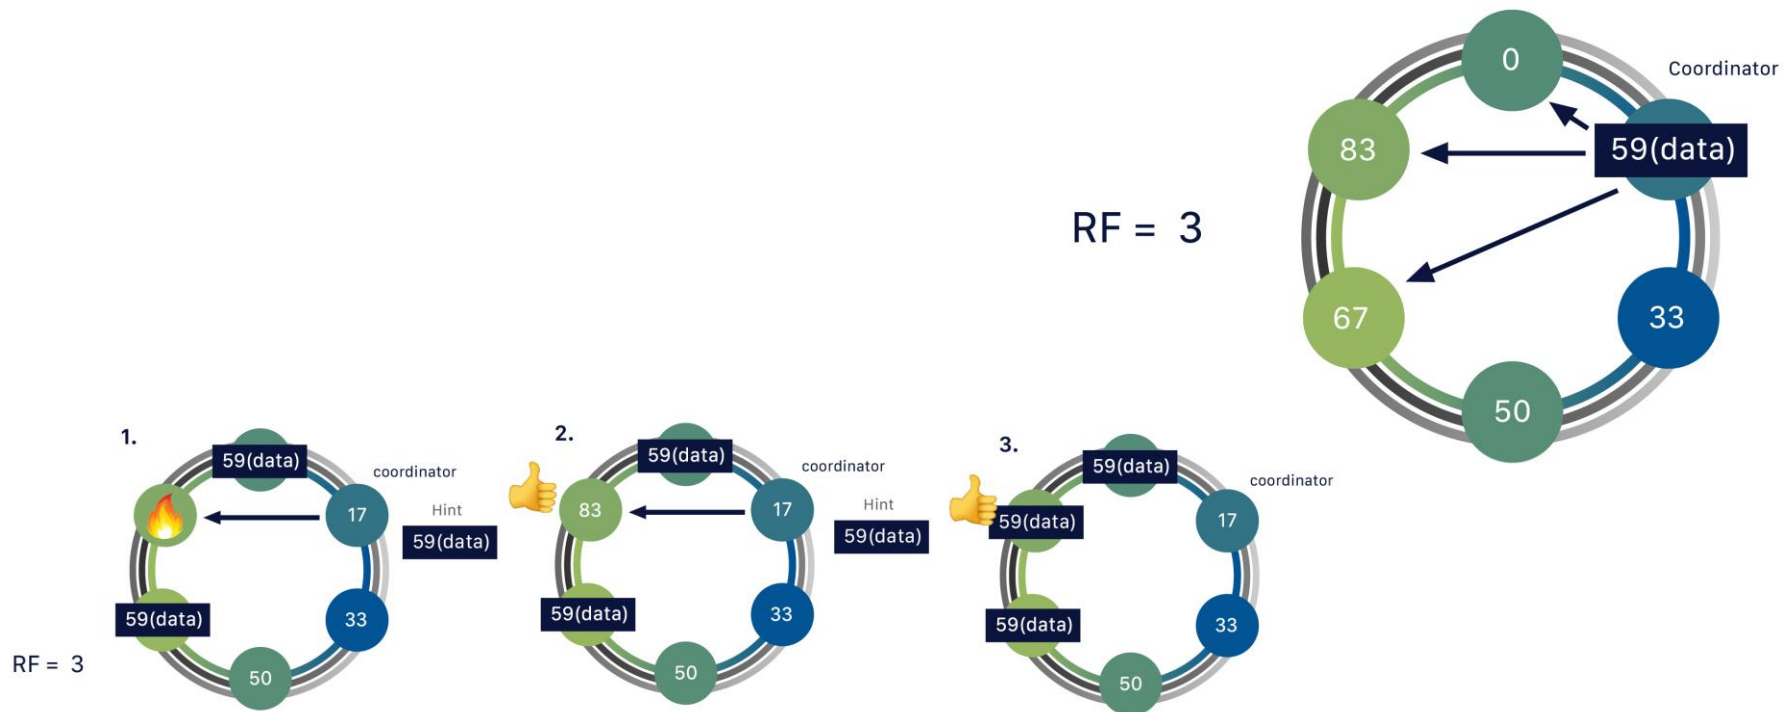 0
Coordinator
83
59(data)
RF = 3
67
33
50
1.
59(data)
coordinator
17
Hint
59(data)
59(data)
33
RF = 3
50
2.
59(data)
coordinator
83
17
Hint
59(data)
59(data)
33
50
3.
59(data)
coordinator
59(data)
17
59(data)
33
50